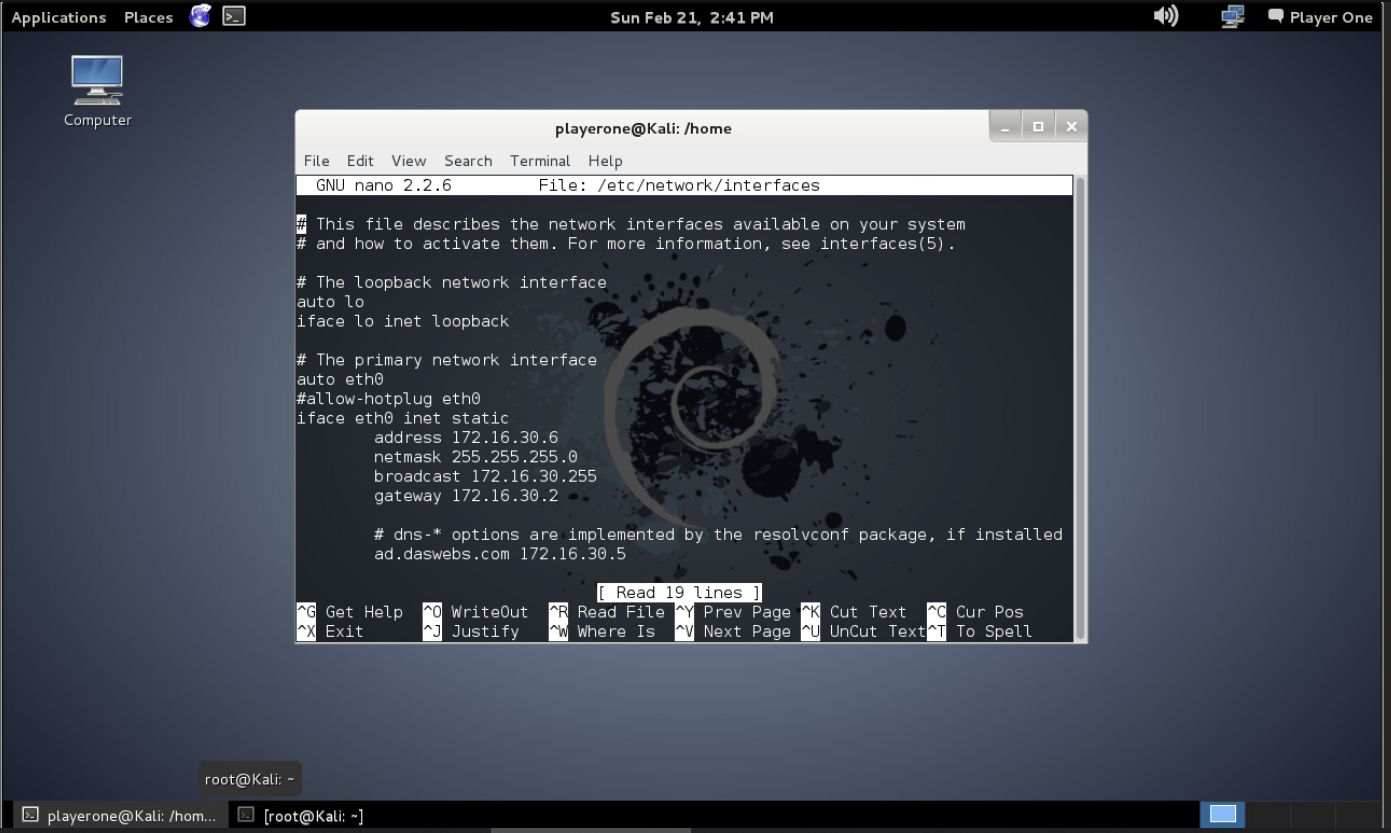 Applications Places Sun Feb 21, 2:41 PM Player One
Computer
playerone@Kali: /home
File Edit View Search Terminal Help
GNU nano 2.2.6 File: /etc/network/interfaces
# This file describes the network interfaces available on your system
# and how to activate them. For more information, see interfaces(5).
# The loopback network interface
auto lo
iface lo inet loopback
# The primary network interface
auto eth0
#allow-hotplug eth0
iface eth0 inet static
address 172.16.30.6
netmask 255.255.255.0
broadcast 172.16.30.255
gateway 172.16.30.2
# dns-* options are implemented by the resolvconf package, if installed
ad.daswebs.com 172.16.30.5
[ Read 19 lines ]
^G Get Help ^O WriteOut ^R Read File ^Y Prev Page ^K Cut Text ^C Cur Pos
^X Exit ^J Justify ^W Where Is ^V Next Page ^U UnCut Text ^T To Spell
root@Kali: ~
playerone@Kali: /hom... [root@Kali: ~]